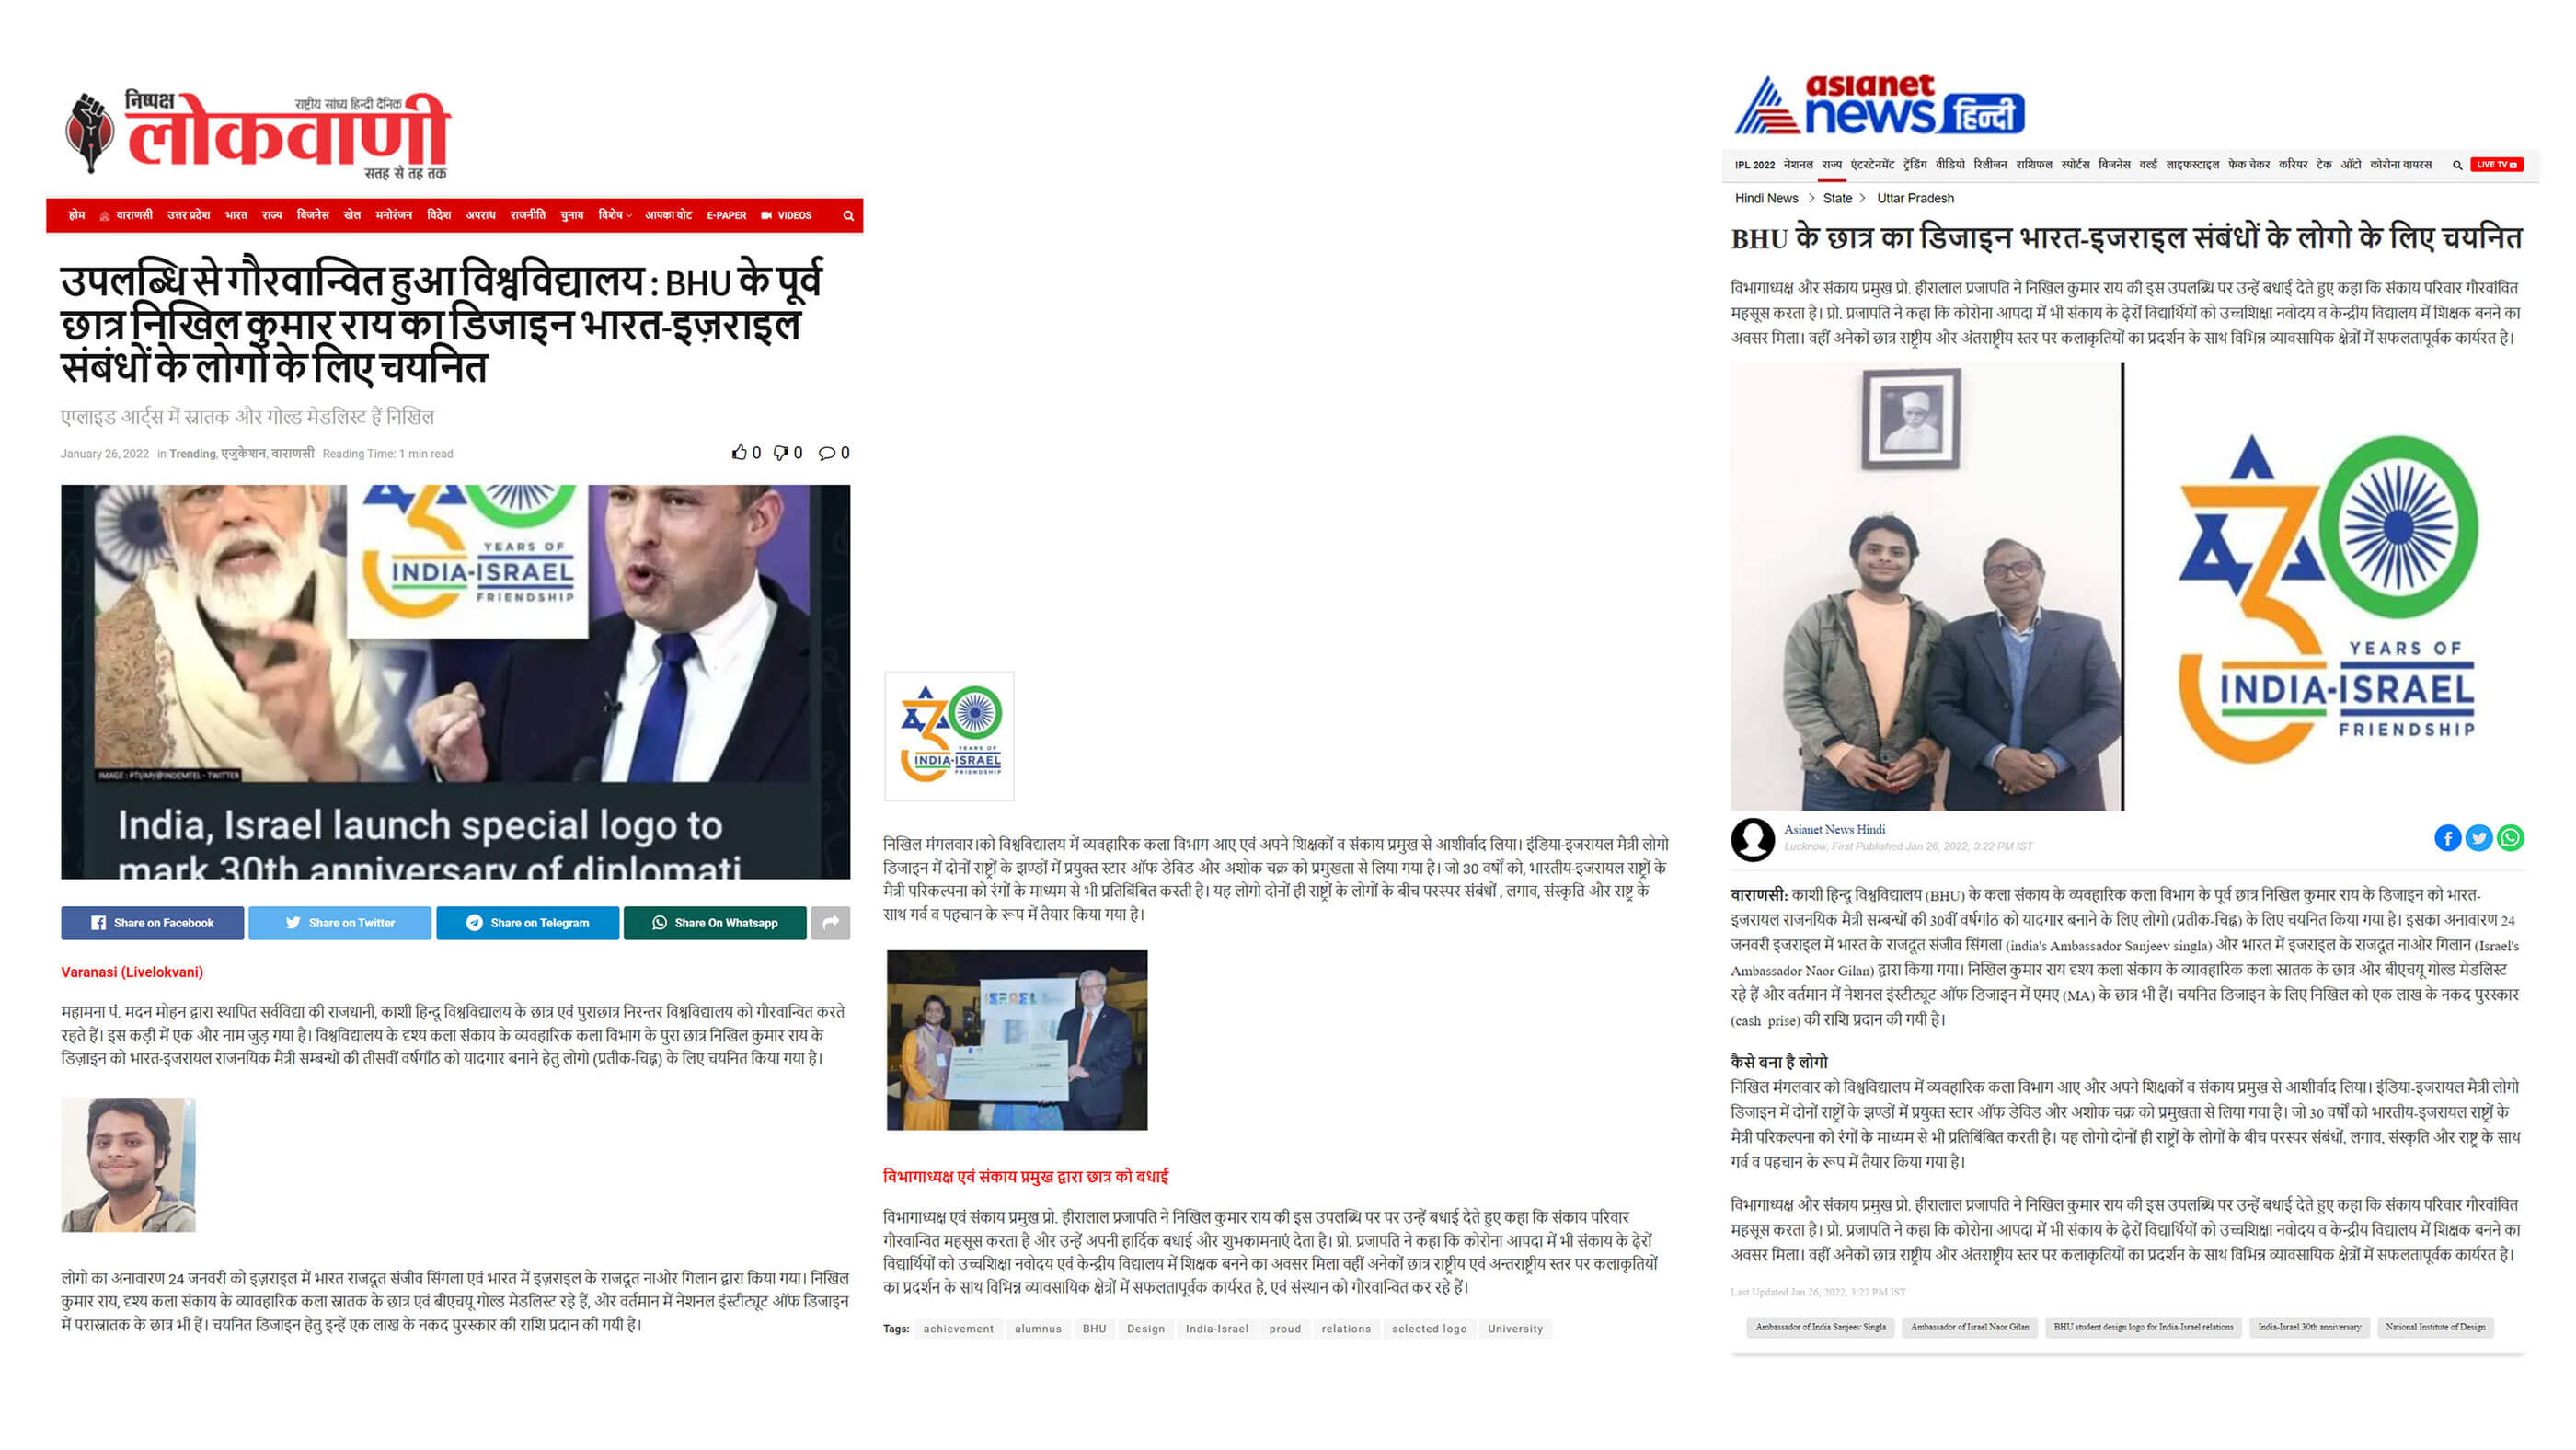 निष्पक्ष
राष्ट्रीय सांध्य हिन्दी दैनिक
लोकवाणी
सतह से तह तक
होम वाराणसी उत्तर प्रदेश भारत राज्य बिजनेस खेल मनोरंजन विदेश अपराध राजनीति चुनाव विशेष आपका वोट E-PAPER VIDEOS
उपलब्धि से गौरवान्वित हुआ विश्वविद्यालय : BHU के पूर्व
छात्र निखिल कुमार राय का डिजाइन भारत-इज़राइल
संबंधों के लोगो के लिए चयनित
एप्लाइड आर्ट्स में स्नातक और गोल्ड मेडलिस्ट हैं निखिल
January 26, 2022 in Trending, एजुकेशन, वाराणसी Reading Time: 1 min read
0 0 0
YEARS OF
INDIA-ISRAEL
FRIENDSHIP
IMAGE : PTI/AP/@INDEMTEL - TWITTER
India, Israel launch special logo to
mark 30th anniversary of diplomati
Share on Facebook Share on Twitter Share on Telegram Share On Whatsapp
Varanasi (Livelokvani)
महामना पं. मदन मोहन द्वारा स्थापित सर्वविद्या की राजधानी, काशी हिन्दू विश्वविद्यालय के छात्र एवं पुराछात्र निरन्तर विश्वविद्यालय को गौरवान्वित करते
रहते हैं। इस कड़ी में एक और नाम जुड़ गया है। विश्वविद्यालय के दृश्य कला संकाय के व्यवहारिक कला विभाग के पुरा छात्र निखिल कुमार राय के
डिज़ाइन को भारत-इजरायल राजनयिक मैत्री सम्बन्धों की तीसवीं वर्षगाँठ को यादगार बनाने हेतु लोगो (प्रतीक-चिह्न) के लिए चयनित किया गया है।
लोगो का अनावारण 24 जनवरी को इज़राइल में भारत राजदूत संजीव सिंगला एवं भारत में इज़राइल के राजदूत नाओर गिलान द्वारा किया गया। निखिल
कुमार राय, दृश्य कला संकाय के व्यावहारिक कला स्नातक के छात्र एवं बीएचयू गोल्ड मेडलिस्ट रहे हैं, और वर्तमान में नेशनल इंस्टीट्यूट ऑफ डिजाइन
में परास्नातक के छात्र भी हैं। चयनित डिजाइन हेतु इन्हें एक लाख के नकद पुरस्कार की राशि प्रदान की गयी है।
30
YEARS OF
INDIA-ISRAEL
FRIENDSHIP
निखिल मंगलवार।को विश्वविद्यालय में व्यवहारिक कला विभाग आए एवं अपने शिक्षकों व संकाय प्रमुख से आशीर्वाद लिया। इंडिया-इजरायल मैत्री लोगो
डिजाइन में दोनों राष्ट्रों के झण्डों में प्रयुक्त स्टार ऑफ डेविड और अशोक चक्र को प्रमुखता से लिया गया है। जो 30 वर्षों को, भारतीय-इजरायल राष्ट्रों के
मैत्री परिकल्पना को रंगों के माध्यम से भी प्रतिबिंबित करती है। यह लोगो दोनों ही राष्ट्रों के लोगों के बीच परस्पर संबंधों , लगाव, संस्कृति और राष्ट्र के
साथ गर्व व पहचान के रूप में तैयार किया गया है।
ISRAEL
विभागाध्यक्ष एवं संकाय प्रमुख द्वारा छात्र को बधाई
विभागाध्यक्ष एवं संकाय प्रमुख प्रो. हीरालाल प्रजापति ने निखिल कुमार राय की इस उपलब्धि पर पर उन्हें बधाई देते हुए कहा कि संकाय परिवार
गौरवान्वित महसूस करता है और उन्हें अपनी हार्दिक बधाई और शुभकामनाएं देता है। प्रो. प्रजापति ने कहा कि कोरोना आपदा में भी संकाय के ढ़ेरों
विद्यार्थियों को उच्चशिक्षा नवोदय एवं केन्द्रीय विद्यालय में शिक्षक बनने का अवसर मिला वहीं अनेकों छात्र राष्ट्रीय एवं अन्तराष्ट्रीय स्तर पर कलाकृतियों
का प्रदर्शन के साथ विभिन्न व्यावसायिक क्षेत्रों में सफलतापूर्वक कार्यरत है, एवं संस्थान को गौरवान्वित कर रहे हैं।
Tags: achievement alumnus BHU Design India-Israel proud relations selected logo University
asianet
news हिन्दी
IPL 2022 नेशनल राज्य एंटरटेनमेंट ट्रेंडिंग वीडियो रिलीजन राशिफल स्पोर्टस बिजनेस वर्ल्ड लाइफस्टाइल फेक चेकर करियर टेक ऑटो कोरोना वायरस LIVE TV
Hindi News > State > Uttar Pradesh
BHU के छात्र का डिजाइन भारत-इजराइल संबंधों के लोगो के लिए चयनित
विभागाध्यक्ष और संकाय प्रमुख प्रो. हीरालाल प्रजापति ने निखिल कुमार राय की इस उपलब्धि पर उन्हें बधाई देते हुए कहा कि संकाय परिवार गौरवांवित
महसूस करता है। प्रो. प्रजापति ने कहा कि कोरोना आपदा में भी संकाय के ढ़ेरों विद्यार्थियों को उच्चशिक्षा नवोदय व केन्द्रीय विद्यालय में शिक्षक बनने का
अवसर मिला। वहीं अनेकों छात्र राष्ट्रीय और अंतराष्ट्रीय स्तर पर कलाकृतियों का प्रदर्शन के साथ विभिन्न व्यावसायिक क्षेत्रों में सफलतापूर्वक कार्यरत है।
30
YEARS OF
INDIA-ISRAEL
FRIENDSHIP
Asianet News Hindi
Lucknow, First Published Jan 26, 2022, 3:22 PM IST
वाराणसी: काशी हिन्दू विश्वविद्यालय (BHU) के कला संकाय के व्यवहारिक कला विभाग के पूर्व छात्र निखिल कुमार राय के डिजाइन को भारत-
इजरायल राजनयिक मैत्री सम्बन्धों की 30वीं वर्षगांठ को यादगार बनाने के लिए लोगो (प्रतीक-चिह्न) के लिए चयनित किया गया है। इसका अनावारण 24
जनवरी इजराइल में भारत के राजदूत संजीव सिंगला (india's Ambassador Sanjeev singla) और भारत में इजराइल के राजदूत नाओर गिलान (Israel's
Ambassador Naor Gilan) द्वारा किया गया। निखिल कुमार राय दृश्य कला संकाय के व्यावहारिक कला स्नातक के छात्र और बीएचयू गोल्ड मेडलिस्ट
रहे हैं और वर्तमान में नेशनल इंस्टीट्यूट ऑफ डिजाइन में एमए (MA) के छात्र भी हैं। चयनित डिजाइन के लिए निखिल को एक लाख के नकद पुरस्कार
(cash prise) की राशि प्रदान की गयी है।
कैसे बना है लोगो
निखिल मंगलवार को विश्वविद्यालय में व्यवहारिक कला विभाग आए और अपने शिक्षकों व संकाय प्रमुख से आशीर्वाद लिया। इंडिया-इजरायल मैत्री लोगो
डिजाइन में दोनों राष्ट्रों के झण्डों में प्रयुक्त स्टार ऑफ डेविड और अशोक चक्र को प्रमुखता से लिया गया है। जो 30 वर्षों को भारतीय-इजरायल राष्ट्रों के
मैत्री परिकल्पना को रंगों के माध्यम से भी प्रतिबिंबित करती है। यह लोगो दोनों ही राष्ट्रों के लोगों के बीच परस्पर संबंधों, लगाव, संस्कृति और राष्ट्र के साथ
गर्व व पहचान के रूप में तैयार किया गया है।
विभागाध्यक्ष और संकाय प्रमुख प्रो. हीरालाल प्रजापति ने निखिल कुमार राय की इस उपलब्धि पर उन्हें बधाई देते हुए कहा कि संकाय परिवार गौरवांवित
महसूस करता है। प्रो. प्रजापति ने कहा कि कोरोना आपदा में भी संकाय के ढ़ेरों विद्यार्थियों को उच्चशिक्षा नवोदय व केन्द्रीय विद्यालय में शिक्षक बनने का
अवसर मिला। वहीं अनेकों छात्र राष्ट्रीय और अंतराष्ट्रीय स्तर पर कलाकृतियों का प्रदर्शन के साथ विभिन्न व्यावसायिक क्षेत्रों में सफलतापूर्वक कार्यरत है।
Last Updated Jan 26, 2022, 3:22 PM IST
Ambassador of India Sanjeev Singla Ambassador of Israel Naor Gilan BHU student design logo for India-Israel relations India-Israel 30th anniversary National Institute of Design